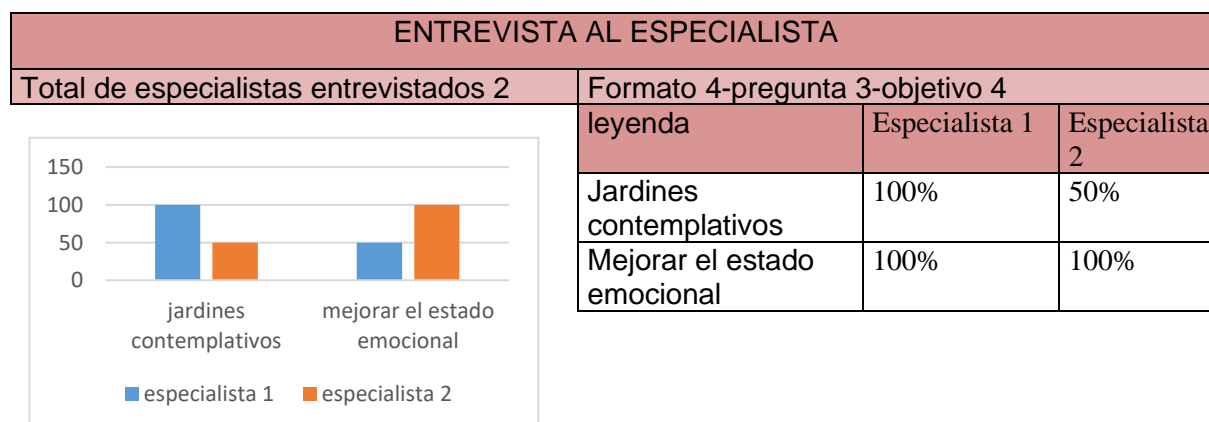 ENTREVISTA AL ESPECIALISTA
Total de especialistas entrevistados 2
Formato 4-pregunta 3-objetivo 4
150
100
50
0
jardines
contemplativos
mejorar el estado
emocional
especialista 1
especialista 2
leyenda
Especialista 1
Especialista
2
Jardines
contemplativos
100%
50%
Mejorar el estado
emocional
100%
100%